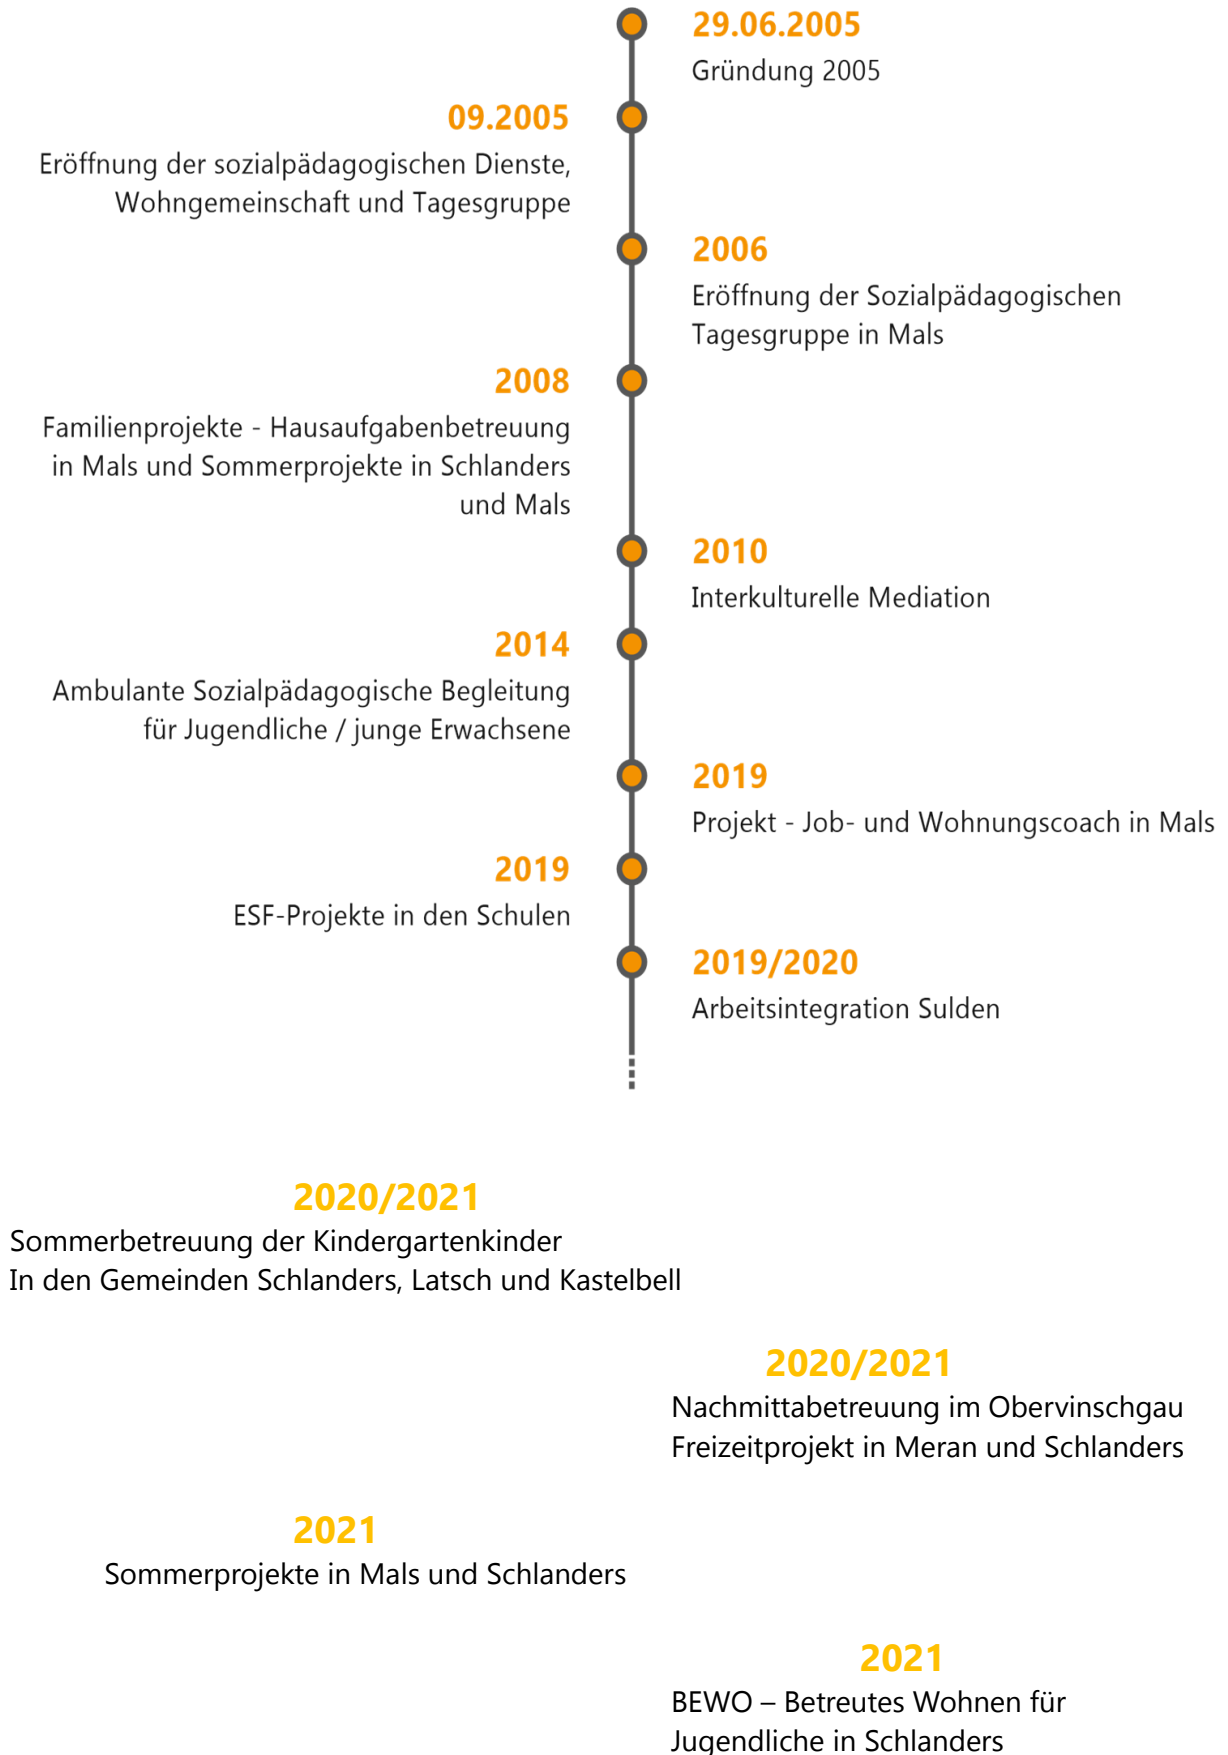 29.06.2005
Gründung 2005
09.2005
Eröffnung der sozialpädagogischen Dienste,
Wohngemeinschaft und Tagesgruppe
2006
Eröffnung der Sozialpädagogischen
Tagesgruppe in Mals
2008
Familienprojekte - Hausaufgabenbetreuung
in Mals und Sommerprojekte in Schlanders
und Mals
2010
Interkulturelle Mediation
2014
Ambulante Sozialpädagogische Begleitung
für Jugendliche / junge Erwachsene
2019
Projekt - Job- und Wohnungscoach in Mals
2019
ESF-Projekte in den Schulen
2019/2020
Arbeitsintegration Sulden
2020/2021
Sommerbetreuung der Kindergartenkinder
In den Gemeinden Schlanders, Latsch und Kastelbell
2020/2021
Nachmittabetreuung im Obervinschgau
Freizeitprojekt in Meran und Schlanders
2021
Sommerprojekte in Mals und Schlanders
2021
BEWO – Betreutes Wohnen für
Jugendliche in Schlanders